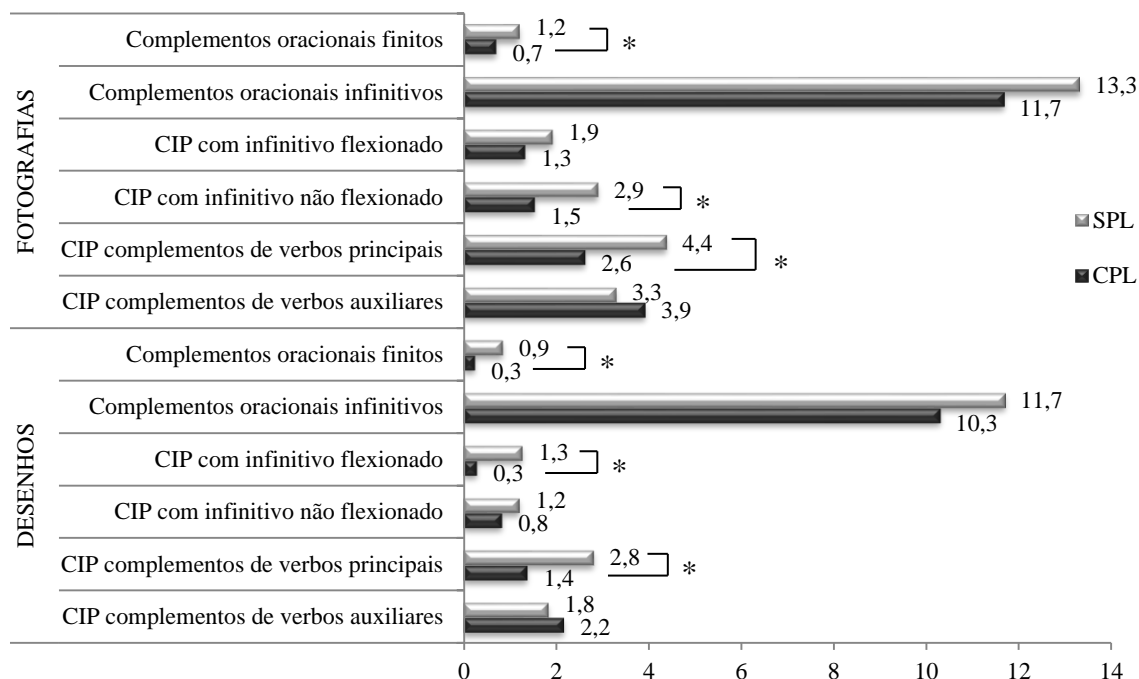 FOTOGRAFIAS
Complementos oracionais finitos
1,2
0,7
*
Complementos oracionais infinitivos
13,3
11,7
CIP com infinitivo flexionado
1,9
1,3
CIP com infinitivo não flexionado
2,9
1,5
*
CIP complementos de verbos principais
4,4
2,6
*
CIP complementos de verbos auxiliares
3,3
3,9
DESENHOS
Complementos oracionais finitos
0,9
0,3
*
Complementos oracionais infinitivos
11,7
10,3
CIP com infinitivo flexionado
1,3
0,3
*
CIP com infinitivo não flexionado
1,2
0,8
CIP complementos de verbos principais
2,8
1,4
*
CIP complementos de verbos auxiliares
1,8
2,2
0 2 4 6 8 10 12 14
SPL
CPL